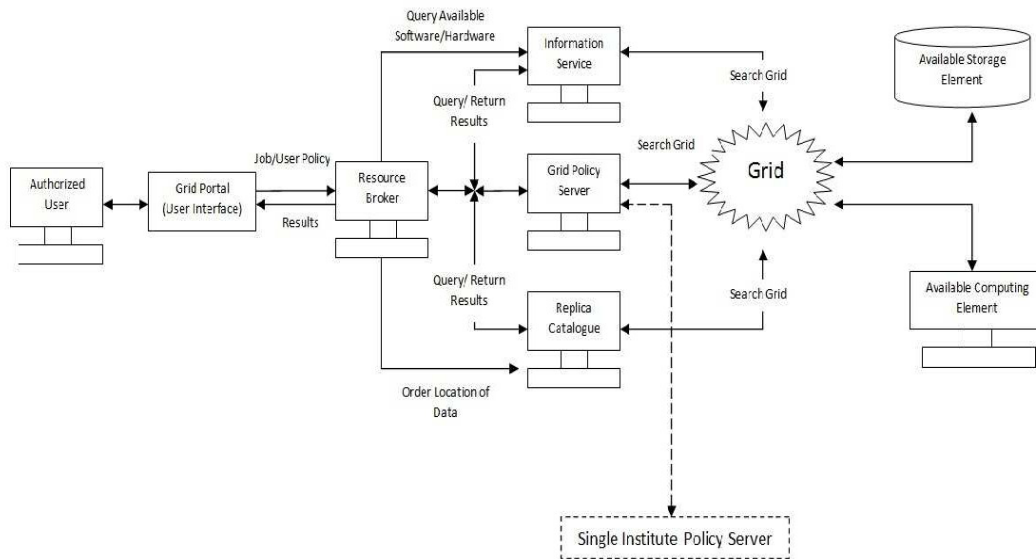 Query Available
Software/Hardware
Information
Service
Search Grid
Available Storage
Element
Query/ Return
Results
Job/User Policy
Search Grid
Authorized
User
Grid Portal
(User Interface)
Resource
Broker
Grid Policy
Server
Grid
Results
Query/ Return
Results
Search Grid
Replica
Catalogue
Available Computing
Element
Order Location of
Data
Single Institute Policy Server